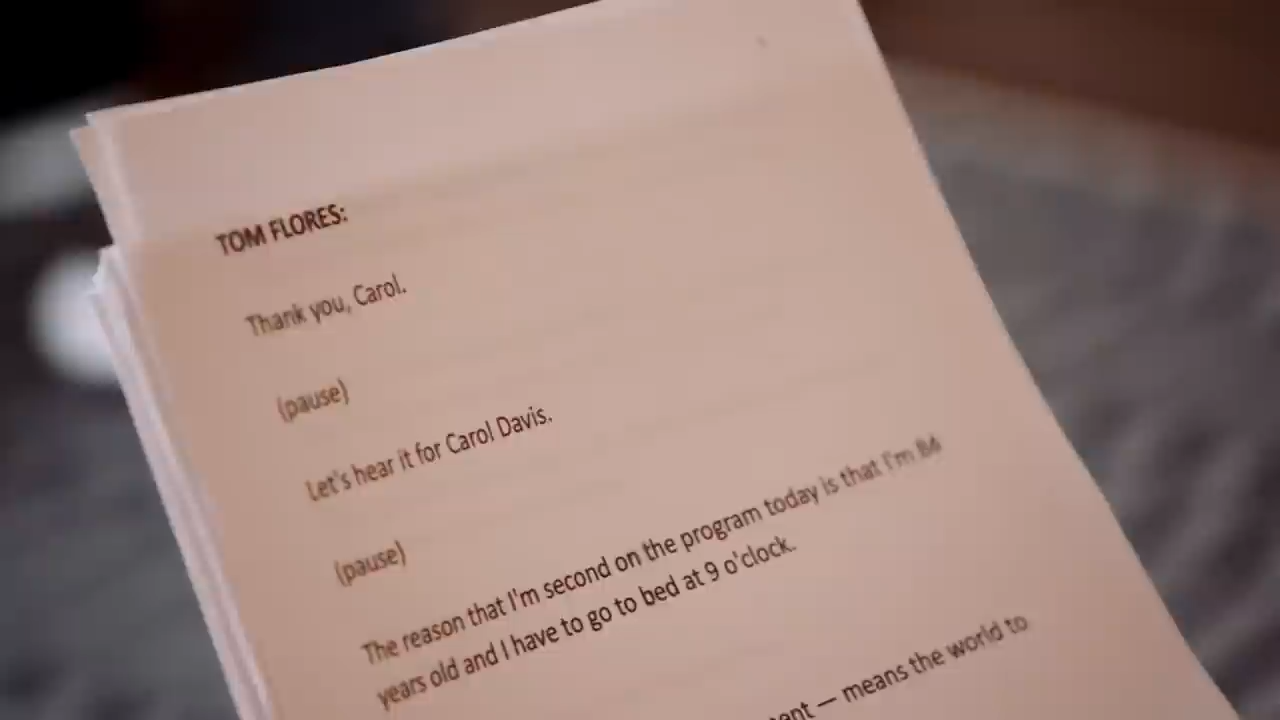 TOM FLORES:
Thank you, Carol.
(pause)
Let's hear it for Carol Davis.
(pause)
The reason that I'm second on the program today is that I'm 84
years old and I have to go to bed at 9 o'clock.
— means the world to